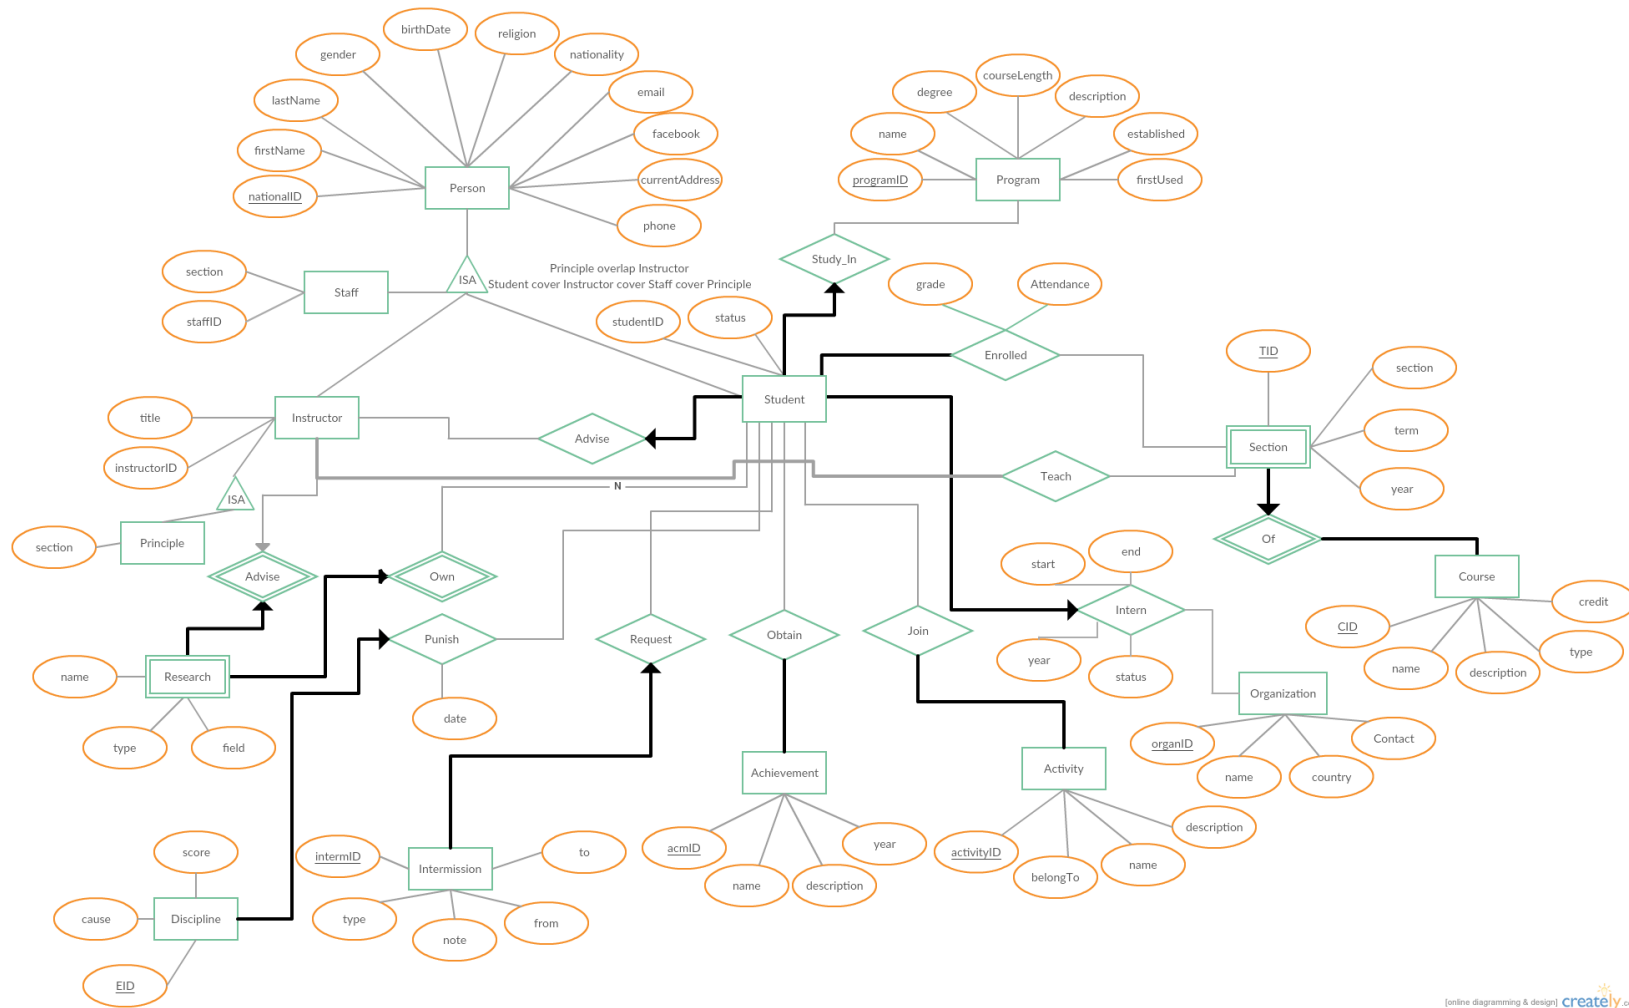 birthDate
religion
gender
nationality
lastName
email
firstName
facebook
nationalID
currentAddress
Person
phone
courseLength
degree
description
name
established
programID
Program
firstUsed
Study_In
section
Staff
staffID
ISA
Principle overlap Instructor
Student cover Instructor cover Staff cover Principle
studentID
status
grade
Attendance
Enrolled
TID
section
term
year
Section
Student
title
Instructor
instructorID
Advise
Teach
ISA
N
section
Principle
Advise
Own
Of
Course
credit
CID
type
name
description
start
end
Intern
year
status
Punish
Request
Obtain
Join
name
Research
type
field
date
Organization
organID
Contact
name
country
Achievement
acmID
year
name
description
Activity
activityID
description
belongTo
name
intermID
to
Intermission
type
note
from
score
cause
Discipline
EID
[online diagramming & design] creately